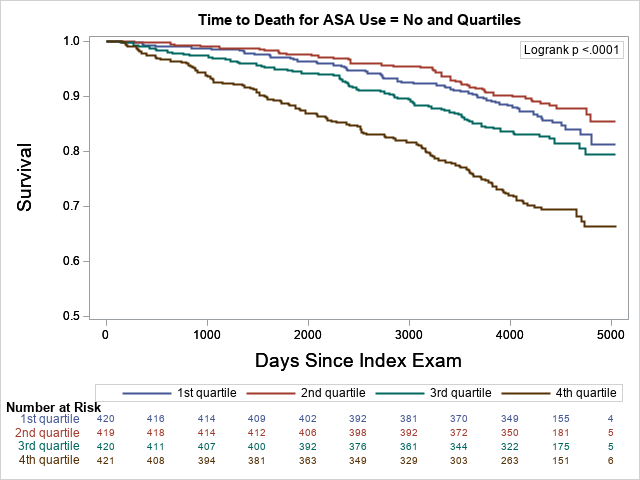 Time to Death for ASA Use = No and Quartiles
Logrank p <.0001
1.0
0.9
0.8
0.7
0.6
0.5
Survival
0 1000 2000 3000 4000 5000
Days Since Index Exam
1st quartile 2nd quartile 3rd quartile 4th quartile
Number at Risk
1st quartile 420 416 414 409 402 392 381 370 349 155 4
2nd quartile 419 418 414 412 406 398 392 372 350 181 5
3rd quartile 420 411 407 400 392 376 361 344 322 175 5
4th quartile 421 408 394 381 363 349 329 303 263 151 6